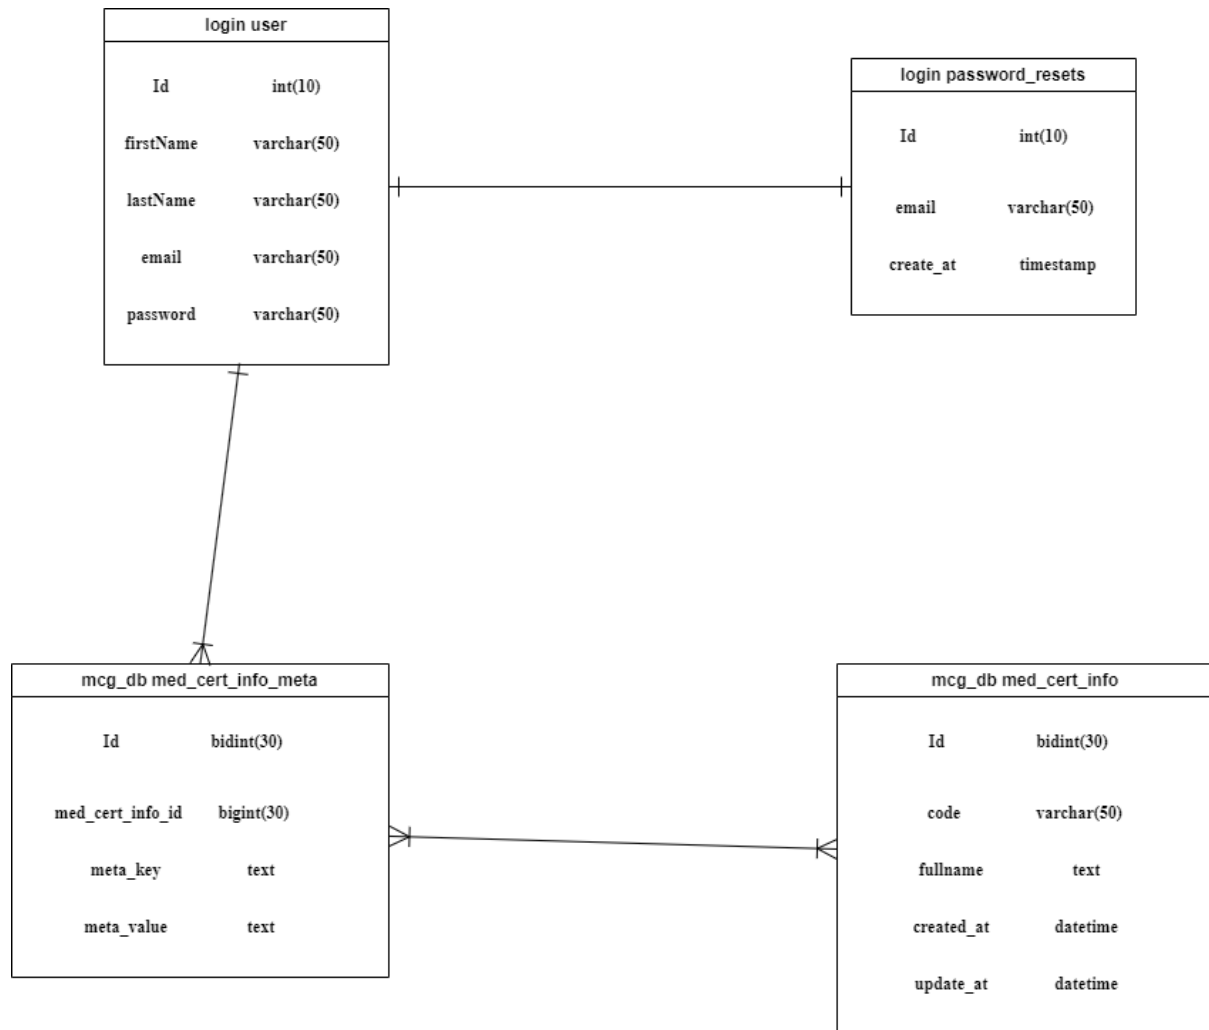 login user
Id int(10)
firstName varchar(50)
lastName varchar(50)
email varchar(50)
password varchar(50)
login password_resets
Id int(10)
email varchar(50)
create_at timestamp
mcg_db med_cert_info_meta
Id bidint(30)
med_cert_info_id bigint(30)
meta_key text
meta_value text
mcg_db med_cert_info
Id bidint(30)
code varchar(50)
fullname text
created_at datetime
update_at datetime